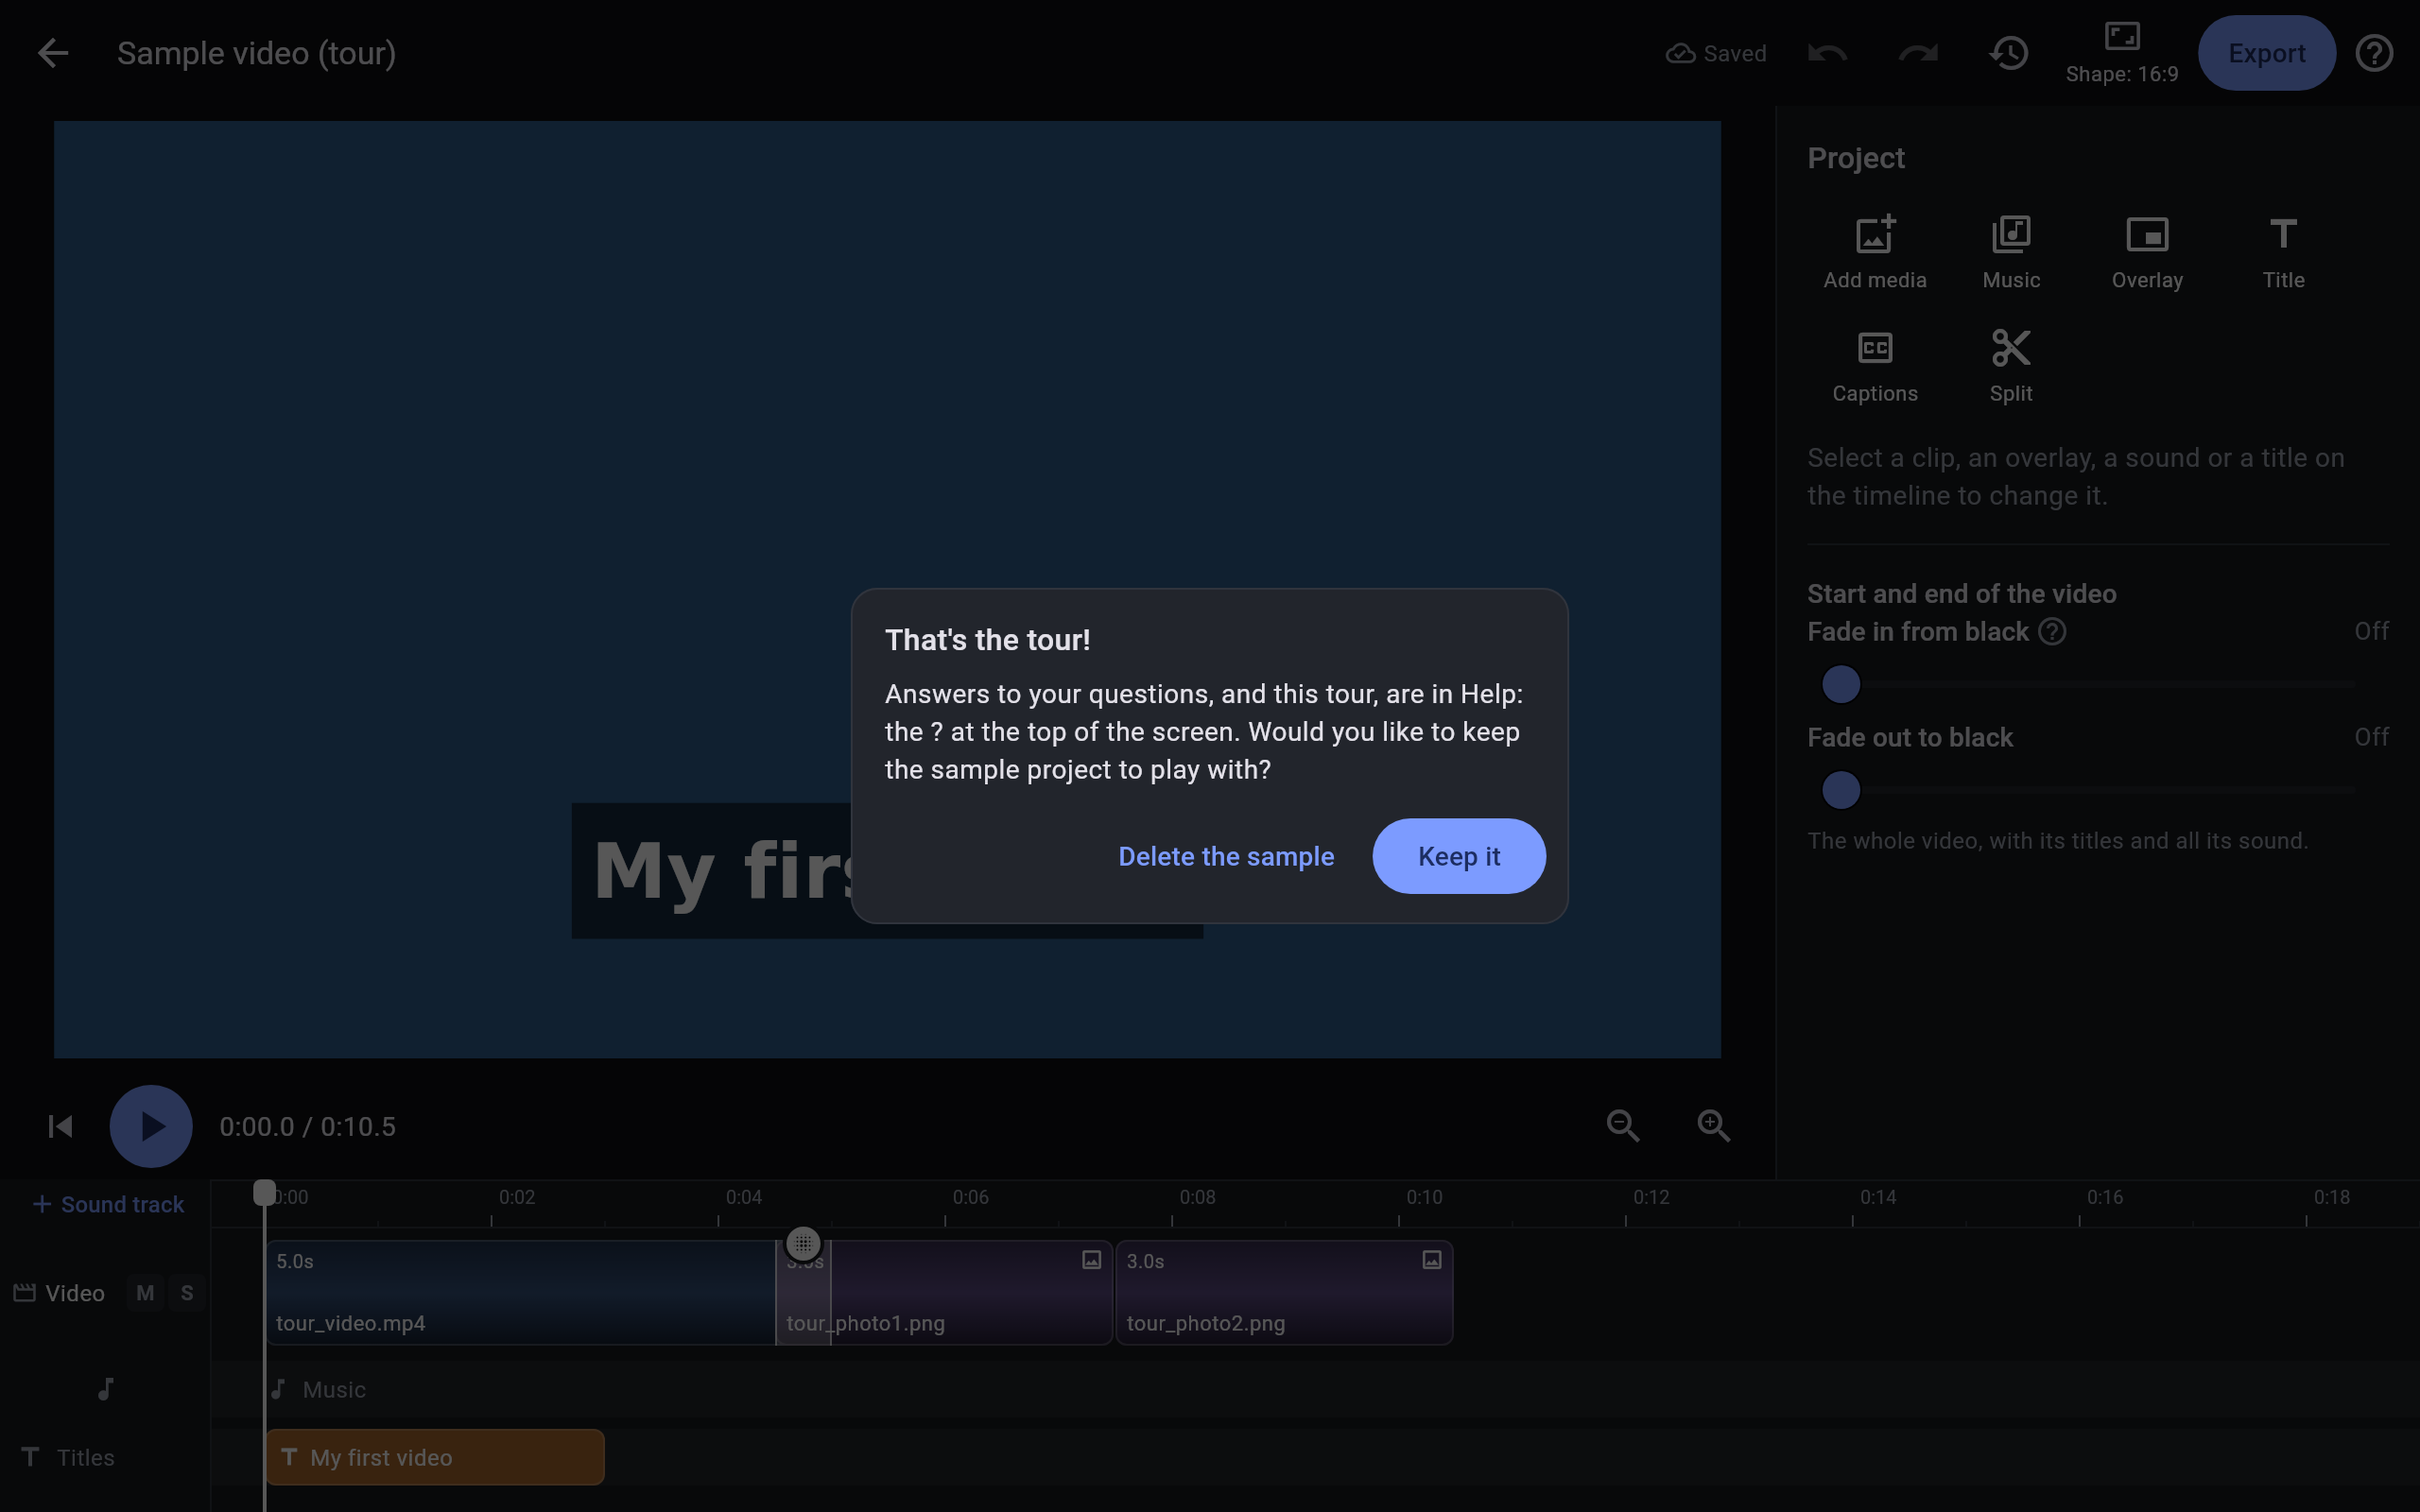 Sample video (tour)
Saved
Shape: 16:9
Export
Project
Add media
Music
Overlay
Title
Captions
Split
Select a clip, an overlay, a sound or a title on
the timeline to change it.
Start and end of the video
Fade in from black
Off
Fade out to black
Off
The whole video, with its titles and all its sound.
My
That's the tour!
Answers to your questions, and this tour, are in Help:
the ? at the top of the screen. Would you like to keep
the sample project to play with?
Delete the sample
Keep it
0:00.0 / 0:10.5
Sound track
0:00 0:02 0:04 0:06 0:08 0:10 0:12 0:14 0:16 0:18
Video M S
5.0s
3.0s
3.0s
tour_video.mp4
tour_photo1.png
tour_photo2.png
Music
Titles
My first video